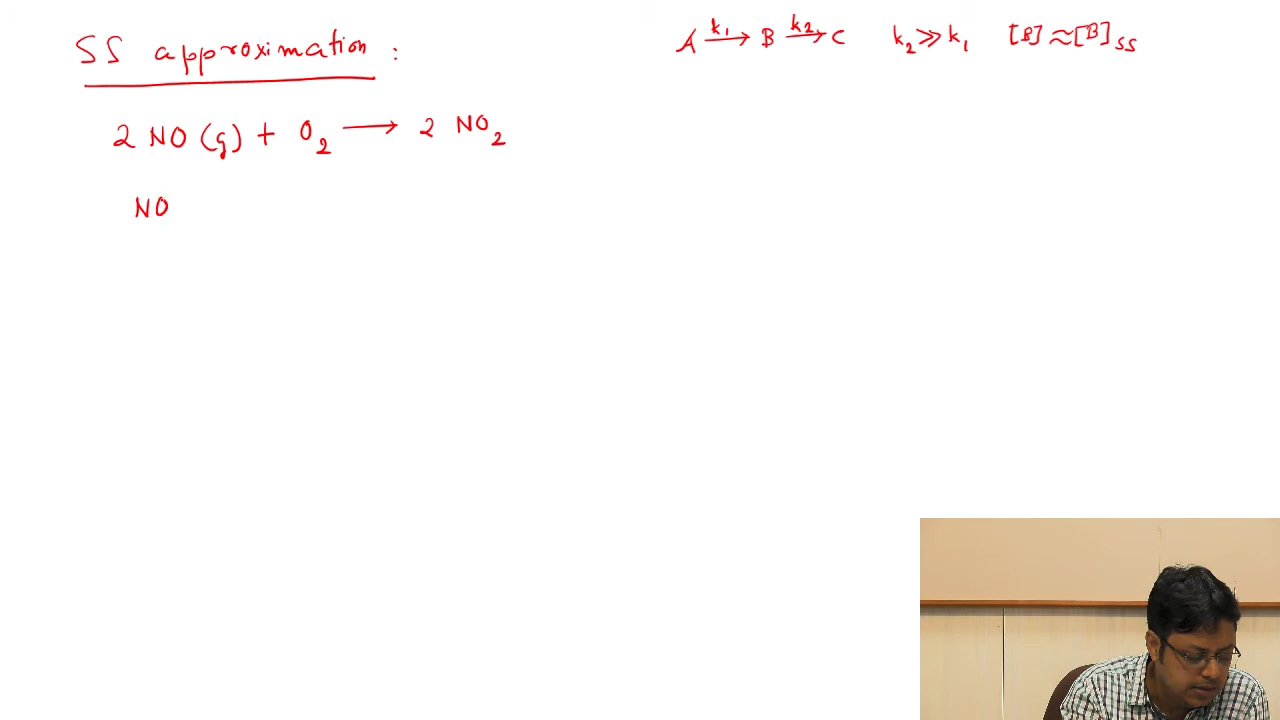 SS approximation :
A –k₁→ B –k₂→ C k₂ ≫ k₁ [B] ≈ [B]ss
2 NO (g) + O₂ ⟶ 2 NO₂
NO